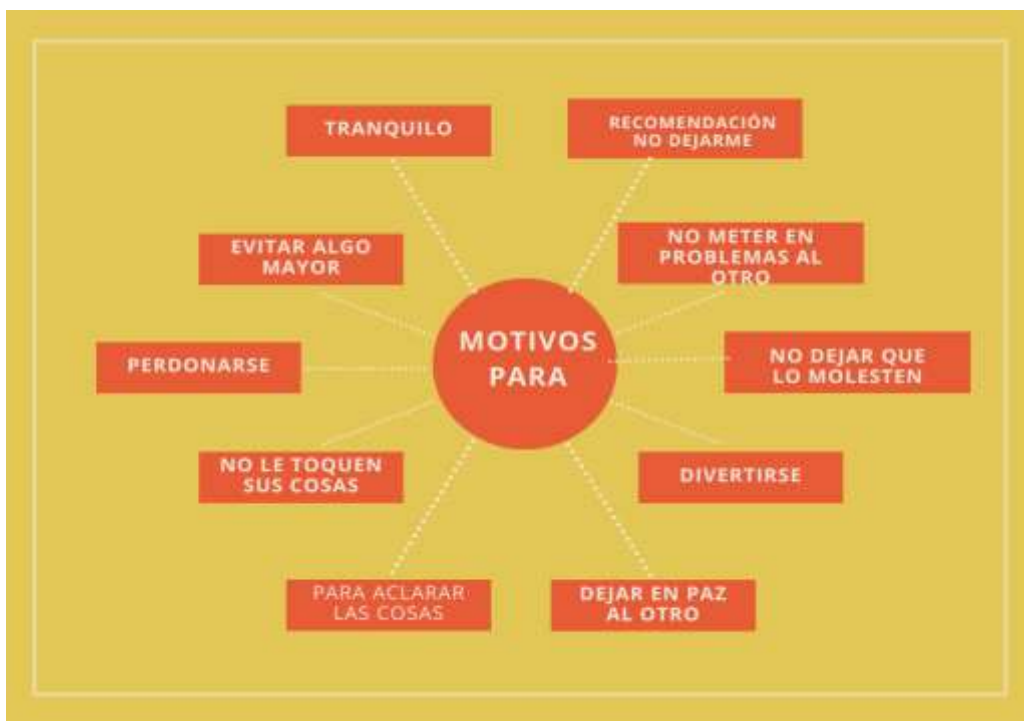 TRANQUILO
RECOMENDACIÓN
NO DEJARME
EVITAR ALGO
MAYOR
NO METER EN
PROBLEMAS AL
OTRO
MOTIVOS
PARA
PERDONARSE
NO DEJAR QUE
LO MOLESTEN
NO LE TOQUEN
SUS COSAS
DIVERTIRSE
PARA ACLARAR
LAS COSAS
DEJAR EN PAZ
AL OTRO